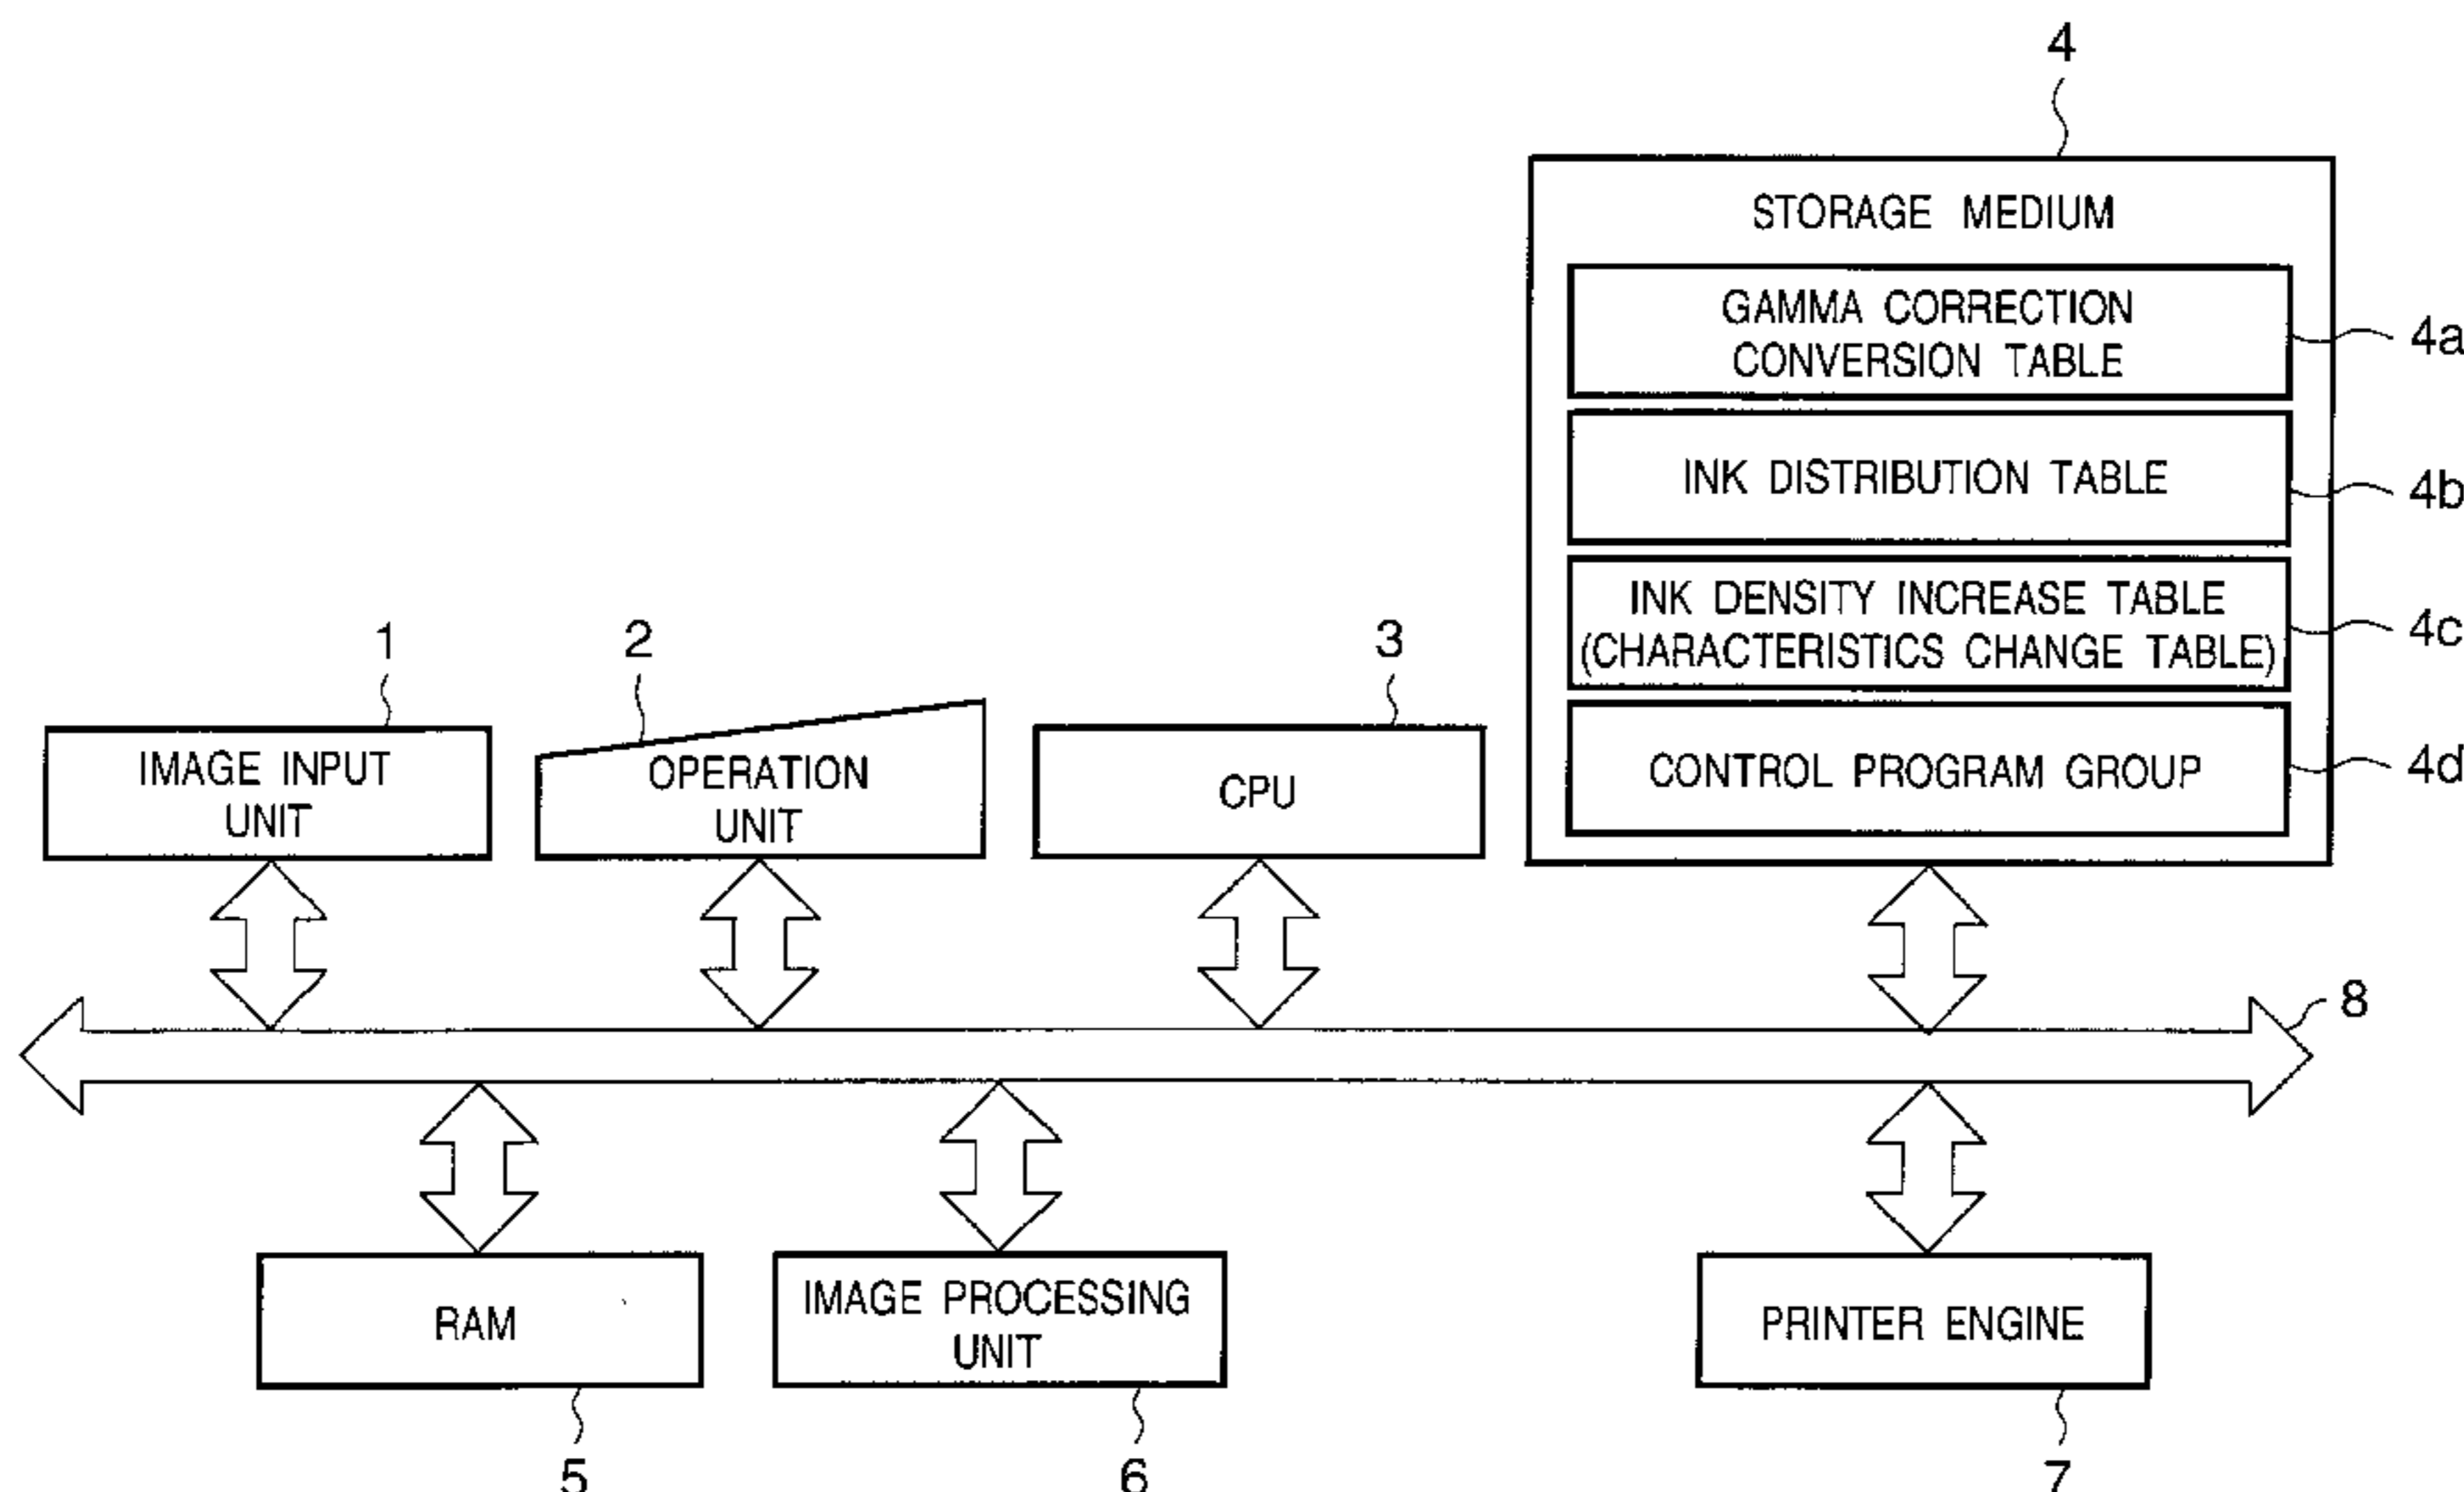 4
STORAGE MEDIUM
GAMMA CORRECTION
CONVERSION TABLE
4a
INK DISTRIBUTION TABLE
4b
INK DENSITY INCREASE TABLE
(CHARACTERISTICS CHANGE TABLE)
4c
CONTROL PROGRAM GROUP
4d
1
IMAGE INPUT
UNIT
2
OPERATION
UNIT
3
CPU
8
RAM
5
IMAGE PROCESSING
UNIT
6
PRINTER ENGINE
7